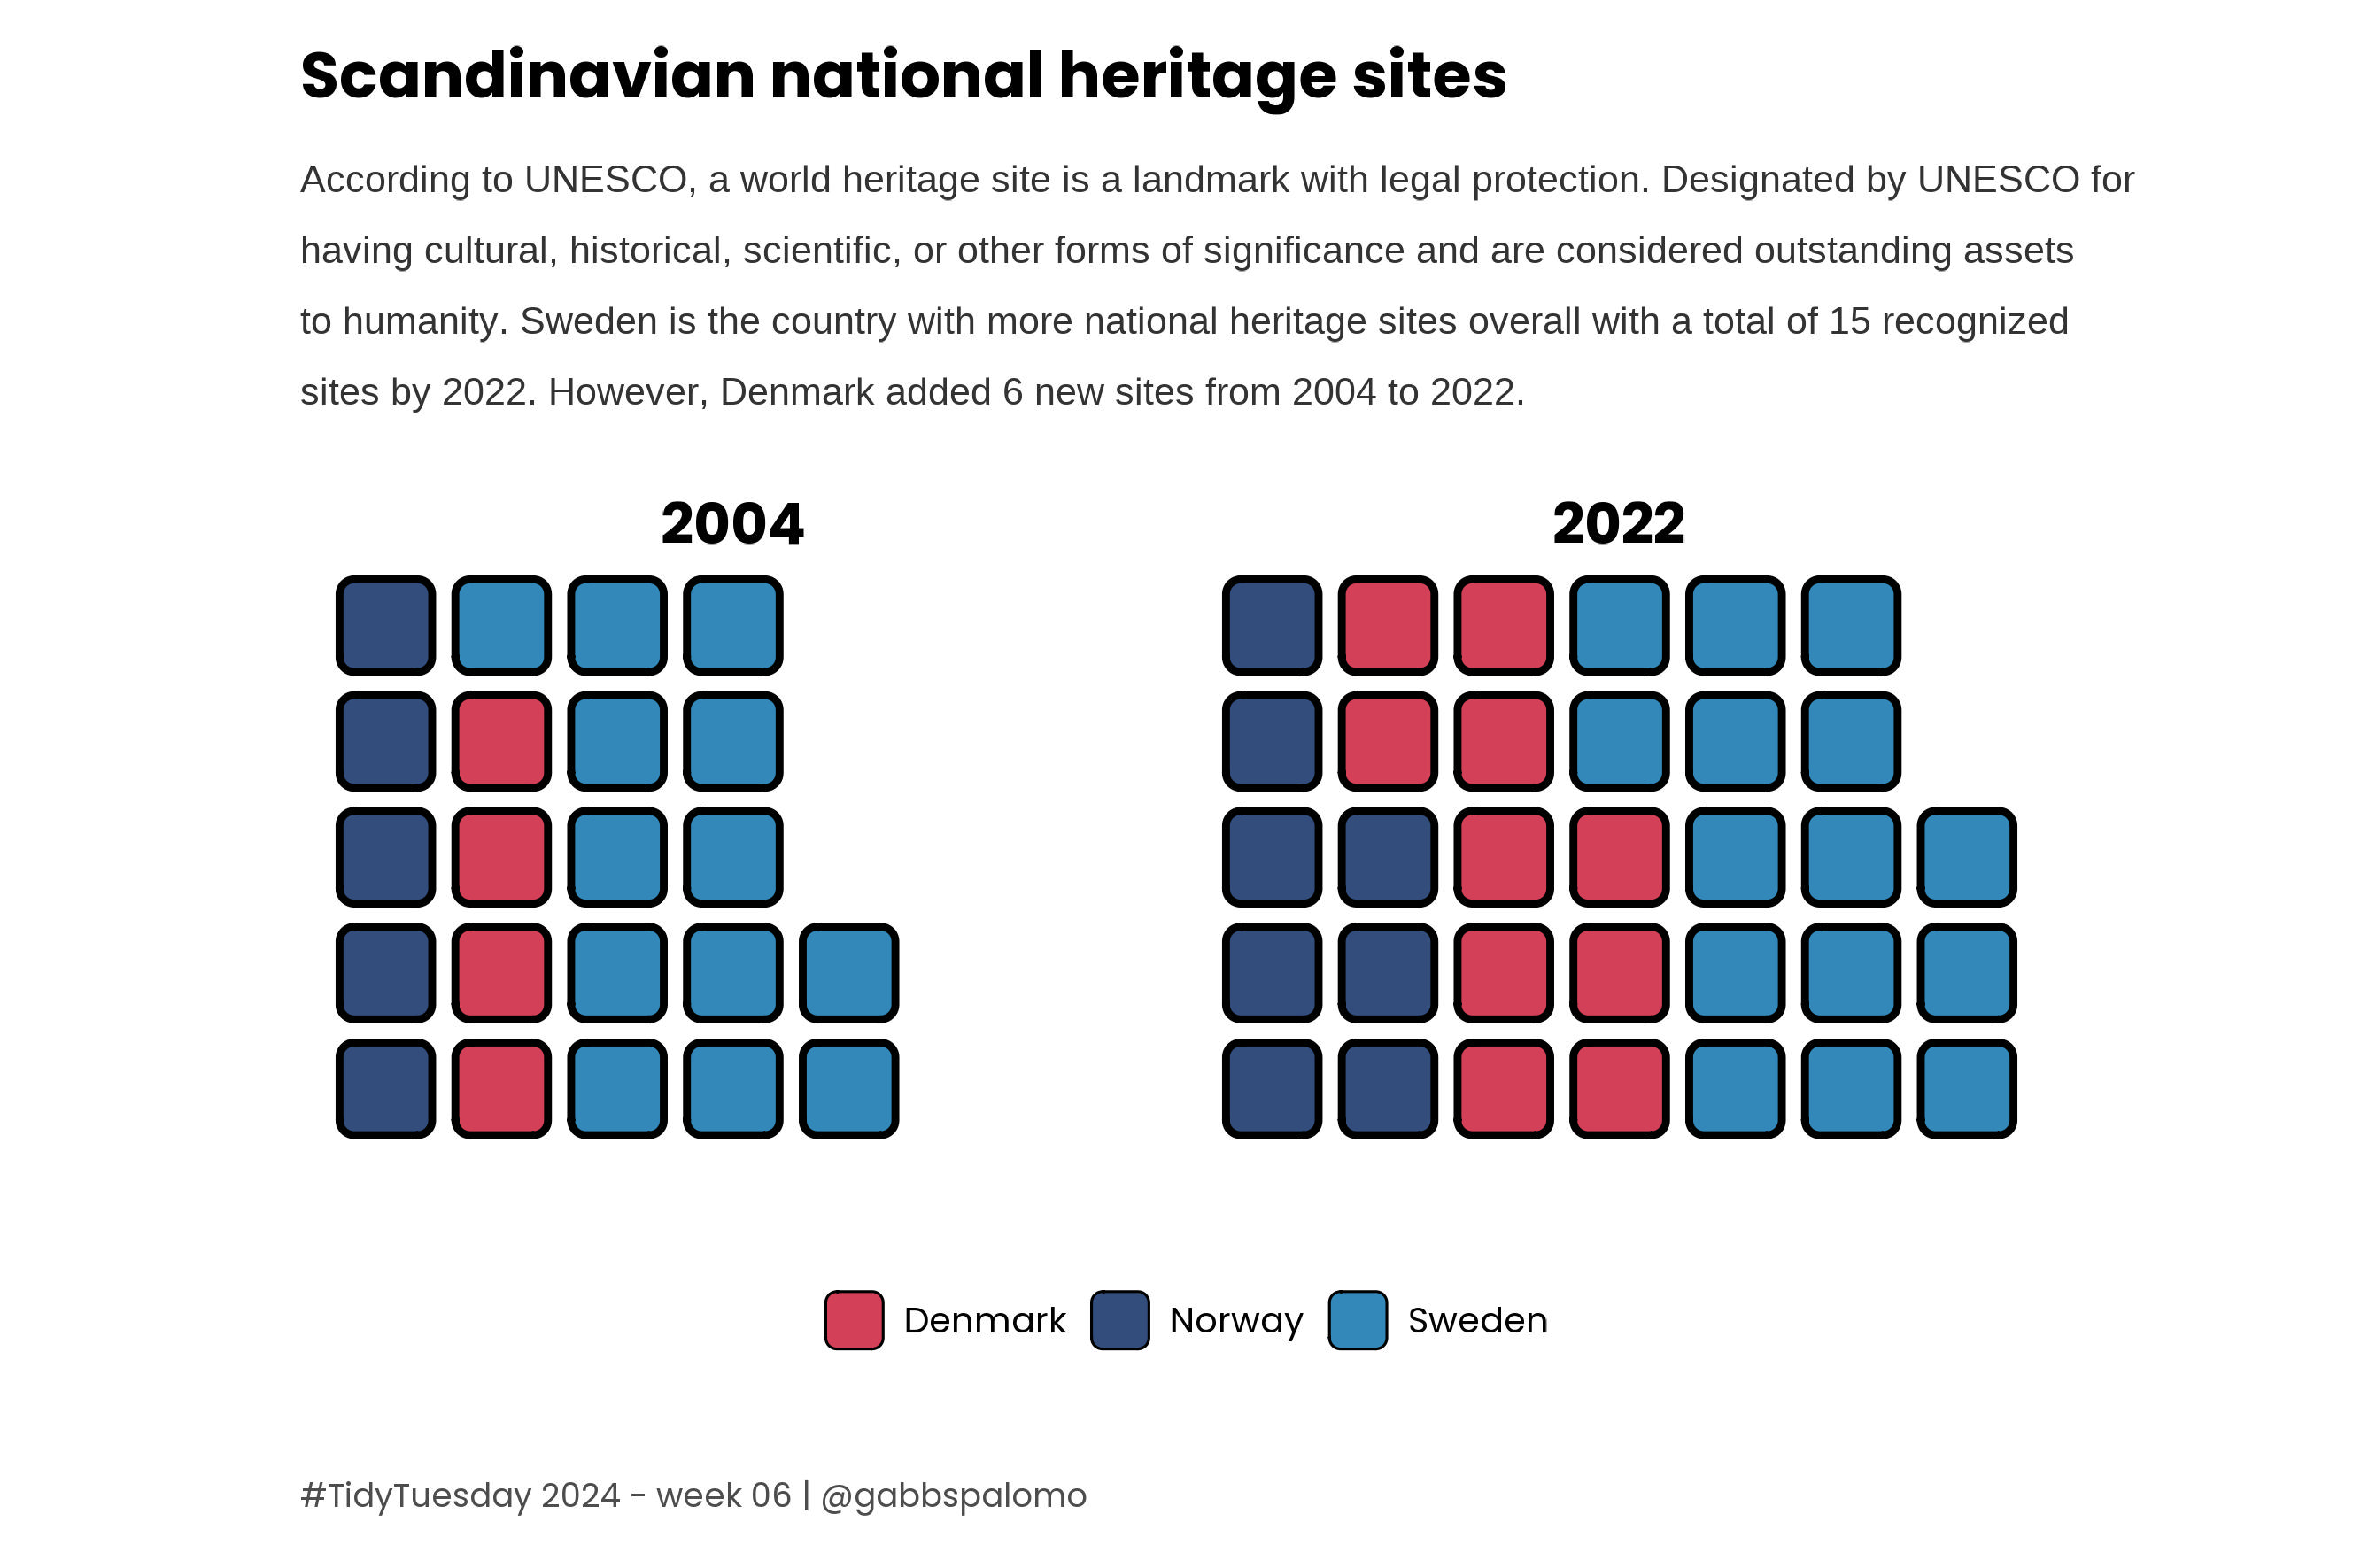 Scandinavian national heritage sites
According to UNESCO, a world heritage site is a landmark with legal protection. Designated by UNESCO for
having cultural, historical, scientific, or other forms of significance and are considered outstanding assets
to humanity. Sweden is the country with more national heritage sites overall with a total of 15 recognized
sites by 2022. However, Denmark added 6 new sites from 2004 to 2022.
2004 2022
Denmark Norway Sweden
#TidyTuesday 2024 - week 06 | @gabbspalomo